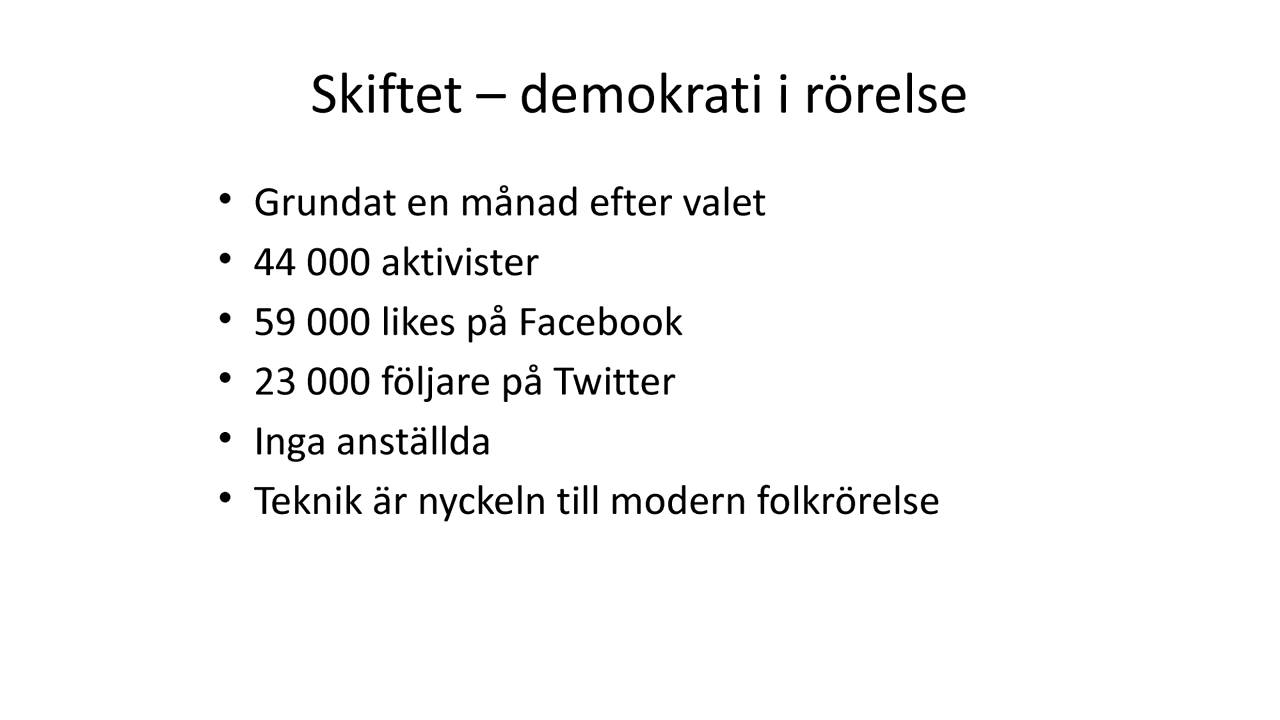 Skiftet – demokrati i rörelse
• Grundat en månad efter valet
• 44 000 aktivister
• 59 000 likes på Facebook
• 23 000 följare på Twitter
• Inga anställda
• Teknik är nyckeln till modern folkrörelse